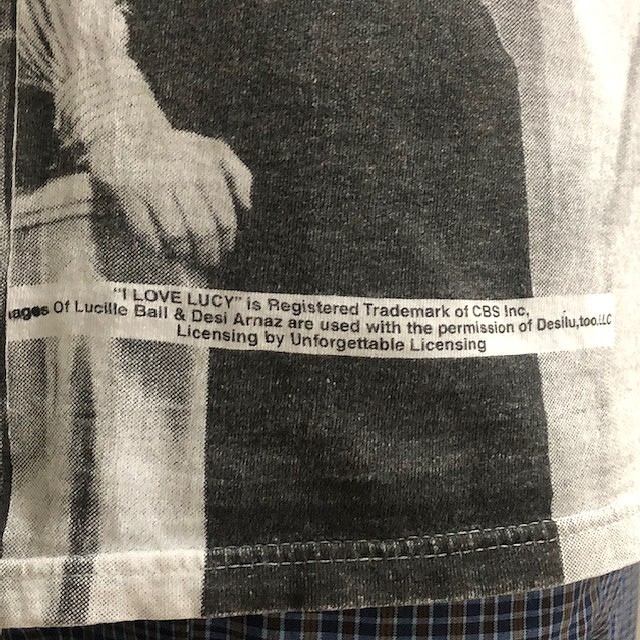 "I LOVE LUCY" is Registered Trademark of CBS Inc,
ages Of Lucille Ball & Desi Arnaz are used with the permission of Desilu,too.LLC
Licensing by Unforgettable Licensing